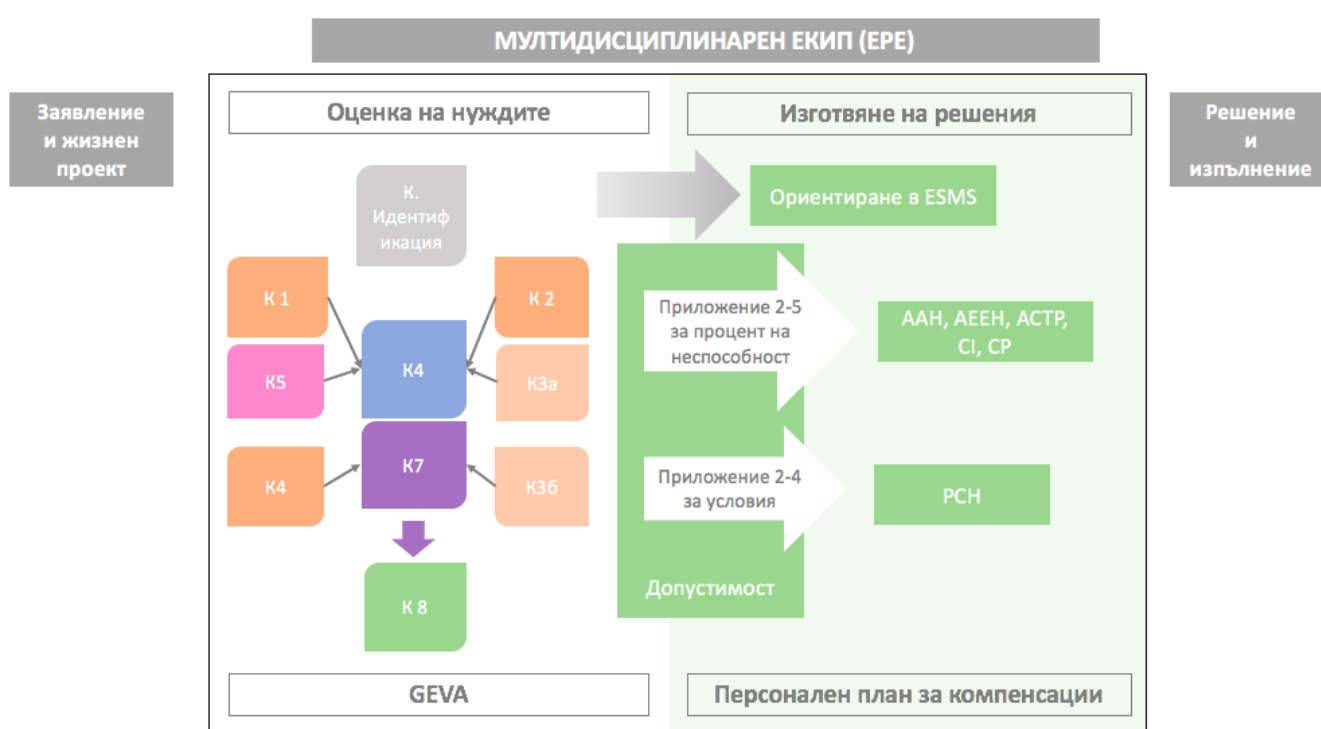 МУЛТИДИСЦИПЛИНАРЕН ЕКИП (EPE)
Заявление
и жизнен
проект
Оценка на нуждите
Изготвяне на решения
Решение
и
изпълнение
К.
Идентиф
икация
Ориентиране в ESMS
К 1
К 2
К5
К4
К3а
Приложение 2-5
за процент на
неспособност
AAH, AEEH, ACTP,
CI, CP
К4
К7
К3б
Приложение 2-4
за условия
PCH
К 8
Допустимост
GEVA
Персонален план за компенсации